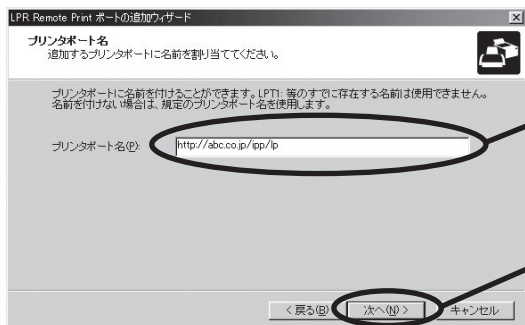 LPR Remote Print ポートの追加ウィザード
プリンタポート名
追加するプリンタポートに名前を割り当ててください。
プリンタポートに名前を付けることができます。LPT1: 等のすでに存在する名前は使用できません。
名前を付けない場合は、規定のプリンタポート名を使用します。
プリンタポート名(P):
http://abc.co.jp/ipp/lp
< 戻る(B)
次へ(N) >
キャンセル